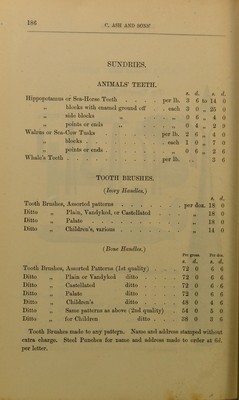 186 C. ASH AND SONS'
SUNDRIES.
ANIMALS' TEETH.
s. d. s. d.
Hippopotamus or Sea-Horse Teeth . . . . per lb. 3 6 to 14 0
„ blocks with enamel ground off . . each 3 0 „ 25 0
„ side blocks „ . . „ 0 6 „ 4 0
„ points or ends „ . . „ 0 4 „ 2 9
Walrus or Sea-Cow Tusks . . . . per lb. 2 6 „ 4 0
„ blocks . . . . each 1 0 „ 7 0
„ points or ends . . . . „ 0 6 „ 2 6
Whale's Teeth . . . . per lb. . . 3 6
TOOTH BRUSHES.
(Ivory Handles.)
s. d.
Tooth Brushes, Assorted patterns . . . . per doz. 18 0
Ditto „ Plain, Vandyked, or Castellated „ 18 0
Ditto „ Palate . . . . „ 18 0
Ditto „ Children's, various . . . . „ 14 0
(Bone Handles.)
Per gross. Per doz.
s. d. s. d.
Tooth Brushes, Assorted Patterns (1st quality) . . 72 0 6 6
Ditto „ Plain or Vandyked ditto . . 72 0 6 6
Ditto „ Castellated ditto . . 72 0 6 6
Ditto „ Palate ditto . . 72 0 6 6
Ditto „ Children's ditto . . 48 0 4 6
Ditto „ Same patterns as above (2nd quality) . 54 0 5 0
Ditto „ for Children ditto . . 38 0 3 6
Tooth Brushes made to any pattern. Name and address stamped without
extra charge. Steel Punches for name and address made to order at 6d.
per letter.